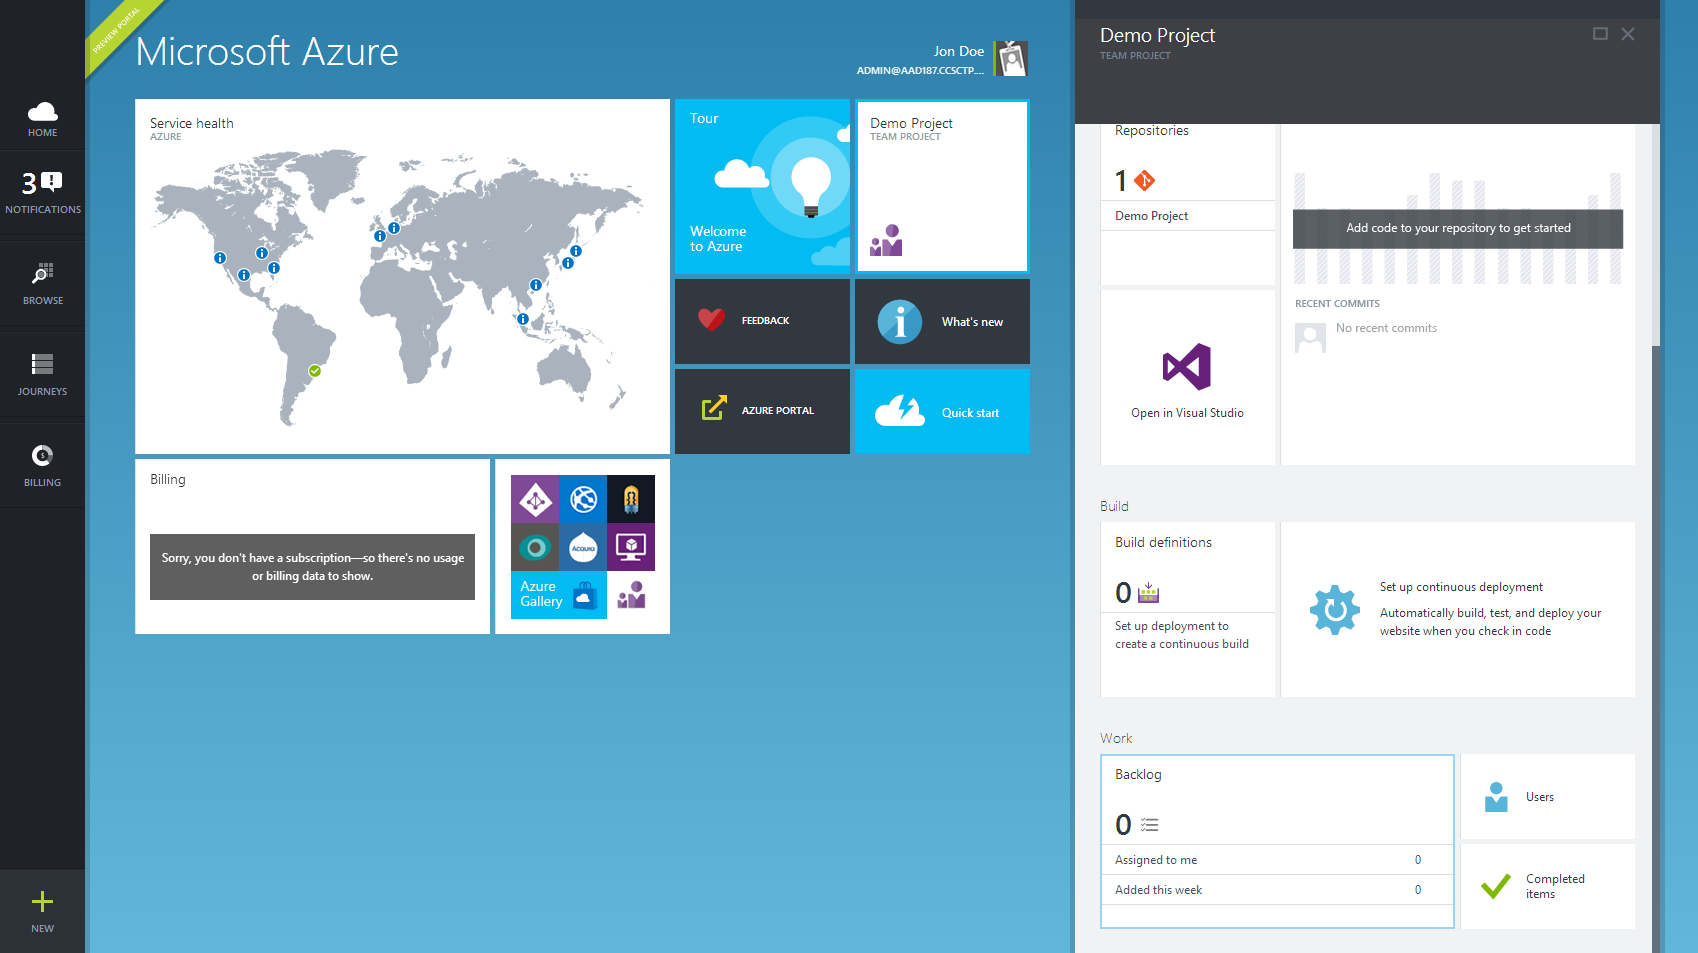 PREVIEW PORTAL
Microsoft Azure
Jon Doe
ADMIN@AAD187.CCSCTP....
HOME
3
NOTIFICATIONS
BROWSE
JOURNEYS
BILLING
NEW
Service health
AZURE
Tour
Welcome
to Azure
Demo Project
TEAM PROJECT
FEEDBACK
What's new
AZURE PORTAL
Quick start
Billing
Sorry, you don't have a subscription—so there's no usage
or billing data to show.
Acquia
Azure
Gallery
Demo Project
TEAM PROJECT
Repositories
1
Demo Project
Open in Visual Studio
Add code to your repository to get started
RECENT COMMITS
No recent commits
Build
Build definitions
0
Set up deployment to
create a continuous build
Set up continuous deployment
Automatically build, test, and deploy your
website when you check in code
Work
Backlog
0
Assigned to me 0
Added this week 0
Users
Completed
items